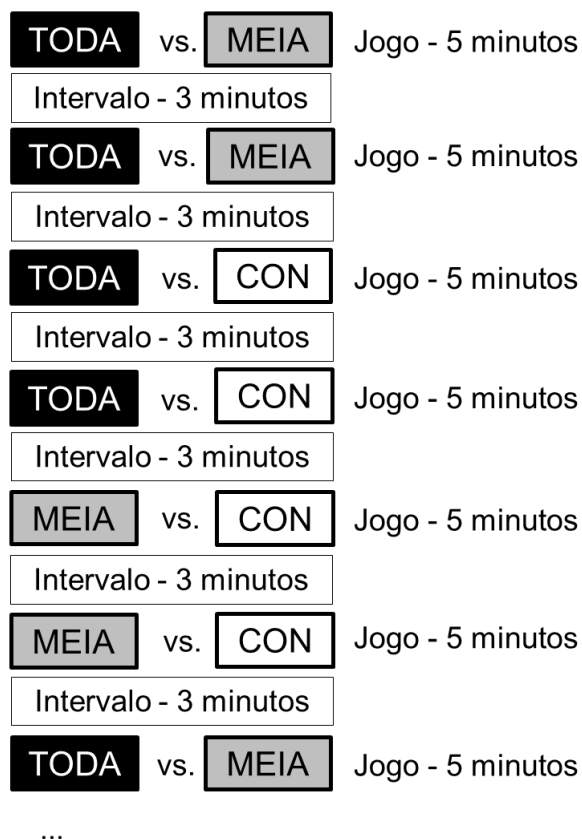 TODA vs. MEIA Jogo - 5 minutos
Intervalo - 3 minutos
TODA vs. MEIA Jogo - 5 minutos
Intervalo - 3 minutos
TODA vs. CON Jogo - 5 minutos
Intervalo - 3 minutos
TODA vs. CON Jogo - 5 minutos
Intervalo - 3 minutos
MEIA vs. CON Jogo - 5 minutos
Intervalo - 3 minutos
MEIA vs. CON Jogo - 5 minutos
Intervalo - 3 minutos
TODA vs. MEIA Jogo - 5 minutos
...